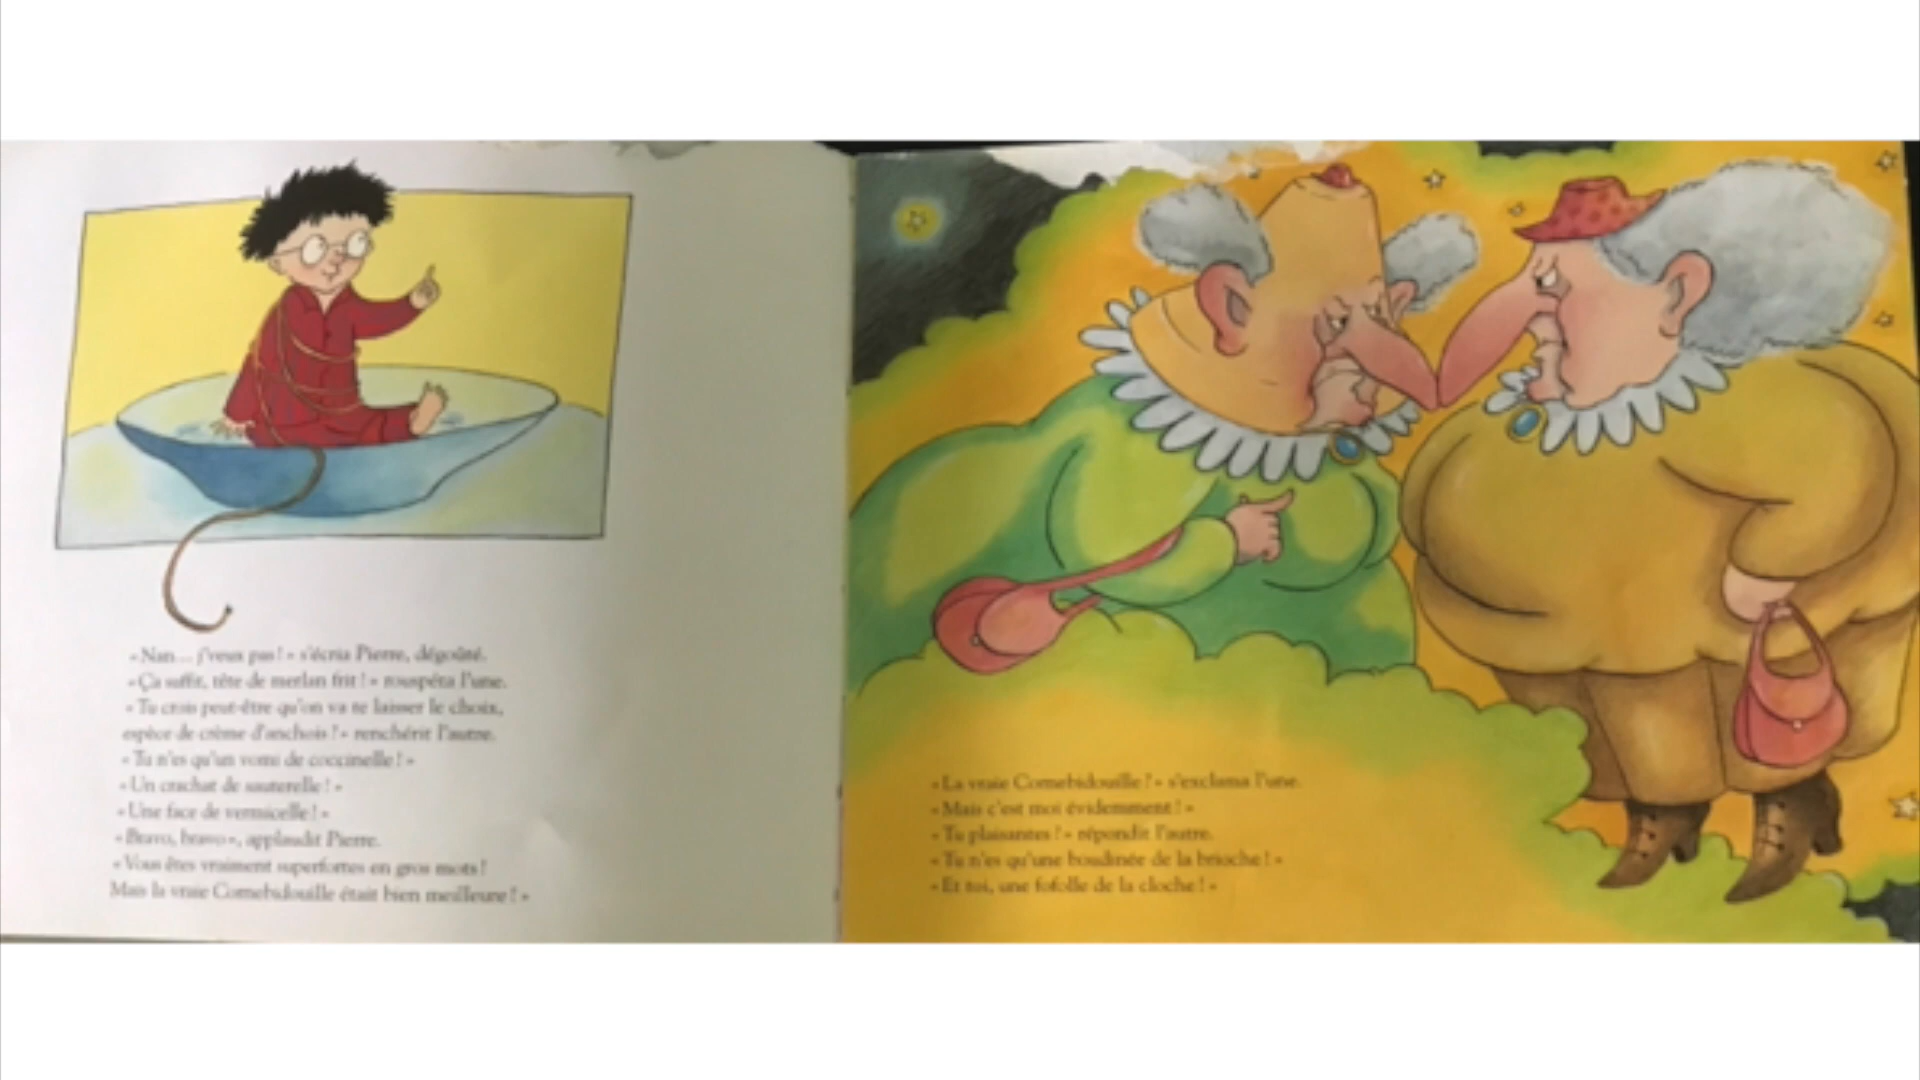 « Nan... j'veux pas ! » s'écria Pierre, dégoûté.
« Ça suffit, tête de merlan frit ! » rouspéta l'une.
« Tu crois peut-être qu'on va te laisser le choix,
espèce de crème d'anchois ? » renchérit l'autre.
« Tu n'es qu'un vomi de coccinelle ! »
« Un crachat de sauterelle ! »
« Une face de vermicelle ! »
« Bravo, bravo », applaudit Pierre.
« Vous êtes vraiment superfortes en gros mots !
Mais la vraie Cornebidouille était bien meilleure ! »
« La vraie Cornebidouille ? » s'exclama l'une.
« Mais c'est moi évidemment ! »
« Tu plaisantes ? » répondit l'autre.
« Tu n'es qu'une boudinée de la brioche ! »
« Et toi, une fofolle de la cloche ! »